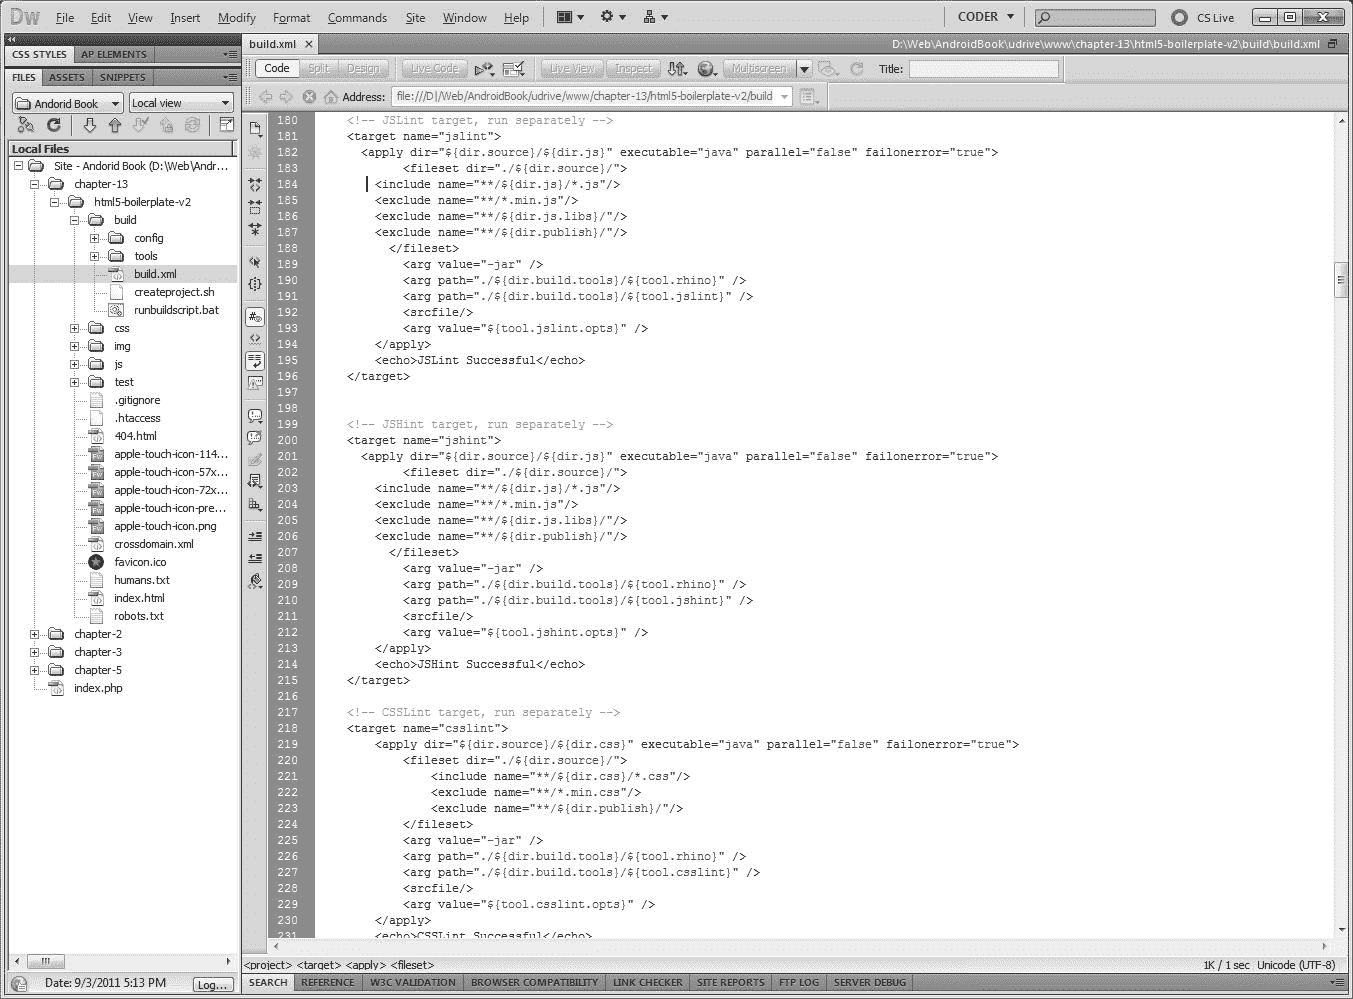 Dw File Edit View Insert Modify Format Commands Site Window Help CODER CS Live
CSS STYLES AP ELEMENTS
FILES ASSETS SNIPPETS
Andorid Book Local view
Local Files
Site - Andorid Book (D:\Web\Andr...
chapter-13
html5-boilerplate-v2
build
config
tools
build.xml
createproject.sh
runbuildscript.bat
css
img
js
test
.gitignore
.htaccess
404.html
apple-touch-icon-114...
apple-touch-icon-57x...
apple-touch-icon-72x...
apple-touch-icon-pre...
apple-touch-icon.png
crossdomain.xml
favicon.ico
humans.txt
index.html
robots.txt
chapter-2
chapter-3
chapter-5
index.php
Date: 9/3/2011 5:13 PM Log...
build.xml D:\Web\AndroidBook\udrive\www\chapter-13\html5-boilerplate-v2\build\build.xml
Code Split Design Live Code Live View Inspect Multiscreen Title:
Address: file:///D|/Web/AndroidBook/udrive/www/chapter-13/html5-boilerplate-v2/build
180 <!-- JSLint target, run separately -->
181 <target name="jslint">
182 <apply dir="${dir.source}/${dir.js}" executable="java" parallel="false" failonerror="true">
183 <fileset dir="./${dir.source}/">
184 <include name="**/${dir.js}/*.js"/>
185 <exclude name="**/*.min.js"/>
186 <exclude name="**/${dir.js.libs}/"/>
187 <exclude name="**/${dir.publish}/"/>
188 </fileset>
189 <arg value="-jar" />
190 <arg path="./${dir.build.tools}/${tool.rhino}" />
191 <arg path="./${dir.build.tools}/${tool.jslint}" />
192 <srcfile/>
193 <arg value="${tool.jslint.opts}" />
194 </apply>
195 <echo>JSLint Successful</echo>
196 </target>
197
198
199 <!-- JSHint target, run separately -->
200 <target name="jshint">
201 <apply dir="${dir.source}/${dir.js}" executable="java" parallel="false" failonerror="true">
202 <fileset dir="./${dir.source}/">
203 <include name="**/${dir.js}/*.js"/>
204 <exclude name="**/*.min.js"/>
205 <exclude name="**/${dir.js.libs}/"/>
206 <exclude name="**/${dir.publish}/"/>
207 </fileset>
208 <arg value="-jar" />
209 <arg path="./${dir.build.tools}/${tool.rhino}" />
210 <arg path="./${dir.build.tools}/${tool.jshint}" />
211 <srcfile/>
212 <arg value="${tool.jshint.opts}" />
213 </apply>
214 <echo>JSHint Successful</echo>
215 </target>
216
217 <!-- CSSLint target, run separately -->
218 <target name="csslint">
219 <apply dir="${dir.source}/${dir.css}" executable="java" parallel="false" failonerror="true">
220 <fileset dir="./${dir.source}/">
221 <include name="**/${dir.css}/*.css"/>
222 <exclude name="**/*.min.css"/>
223 <exclude name="**/${dir.publish}/"/>
224 </fileset>
225 <arg value="-jar" />
226 <arg path="./${dir.build.tools}/${tool.rhino}" />
227 <arg path="./${dir.build.tools}/${tool.csslint}" />
228 <srcfile/>
229 <arg value="${tool.csslint.opts}" />
230 </apply>
231 <echo>CSSLint Successful</echo>
<project> <target> <apply> <fileset> 1K / 1 sec Unicode (UTF-8)
SEARCH REFERENCE W3C VALIDATION BROWSER COMPATIBILITY LINK CHECKER SITE REPORTS FTP LOG SERVER DEBUG